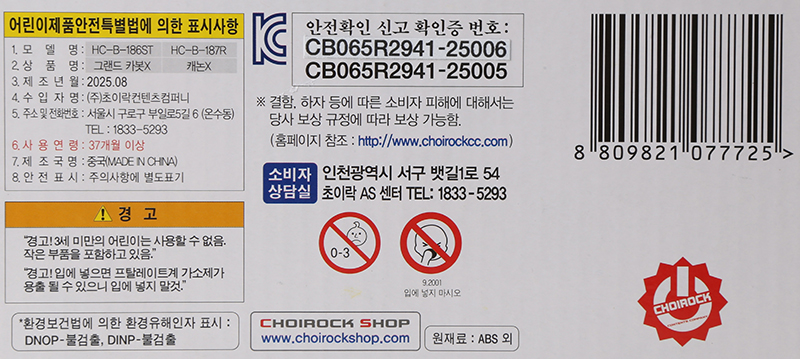 어린이제품안전특별법에 의한 표시사항
1. 모 델 명 : HC-B-186ST HC-B-187R
2. 상 품 명 : 그랜드 카봇X 캐논X
3. 제 조 년 월 : 2025.08
4. 수 입 자 명 : (주)초이락컨텐츠컴퍼니
5. 주소 및 전화번호 : 서울시 구로구 부일로5길 6 (온수동)
TEL : 1833-5293
6. 사 용 연 령 : 37개월 이상
7. 제 조 국 명 : 중국(MADE IN CHINA)
8. 안 전 표 시 : 주의사항에 별도표기
경 고
"경고! 3세 미만의 어린이는 사용할 수 없음.
작은 부품을 포함하고 있음."
"경고! 입에 넣으면 프탈레이트계 가소제가
용출 될 수 있으니 입에 넣지 말것."
*환경보건법에 의한 환경유해인자 표시 :
DNOP-불검출, DINP-불검출
안전확인 신고 확인증 번호:
CB065R2941-25006
CB065R2941-25005
※ 결함, 하자 등에 따른 소비자 피해에 대해서는
당사 보상 규정에 따라 보상 가능함.
(홈페이지 참조 : http://www.choirockcc.com)
소비자
상담실
인천광역시 서구 뱃길1로 54
초이락 AS 센터 TEL: 1833-5293
0-3
9.2001
입에 넣지 마시오
CHOIROCK SHOP
www.choirockshop.com
원재료 : ABS 외
8 809821 077725 >
CHOIROCK